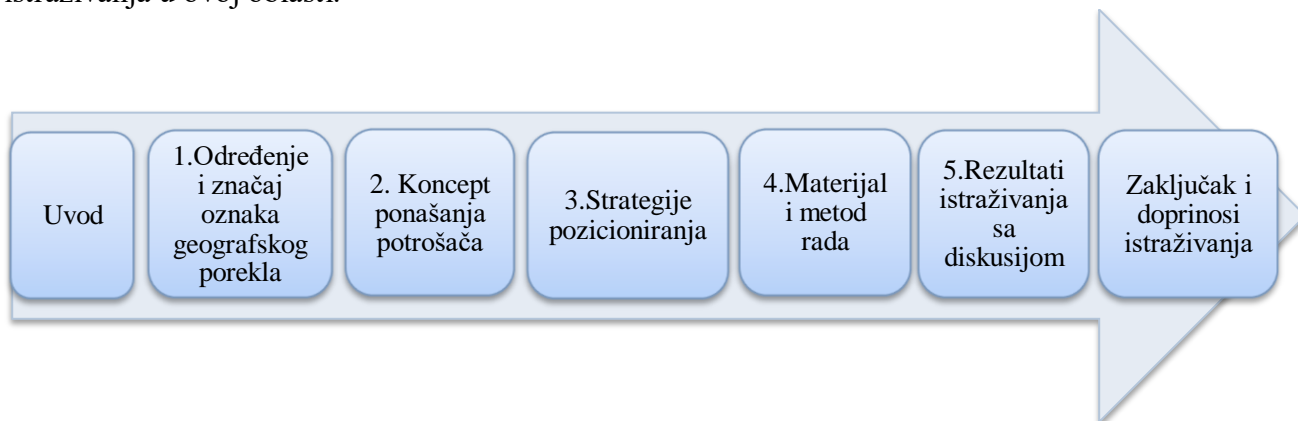 istraživanja u ovoj oblasti.
Uvod
1.Određenje
i značaj
oznaka
geografskog
porekla
2. Koncept
ponašanja
potrošača
3.Strategije
pozicioniranja
4.Materijal
i metod
rada
5.Rezultati
istraživanja
sa
diskusijom
Zaključak i
doprinosi
istraživanja